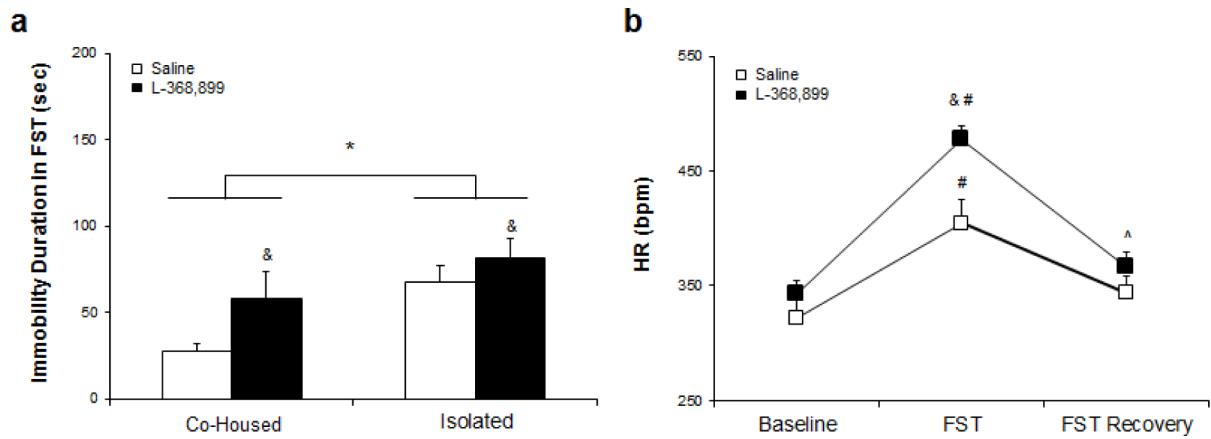 a
Immobility Duration in FST (sec)
200
150
100
50
0
Saline
L-368,899
*
&
&
Co-Housed
Isolated
b
HR (bpm)
550
450
350
250
Saline
L-368,899
& #
#
^
Baseline
FST
FST Recovery